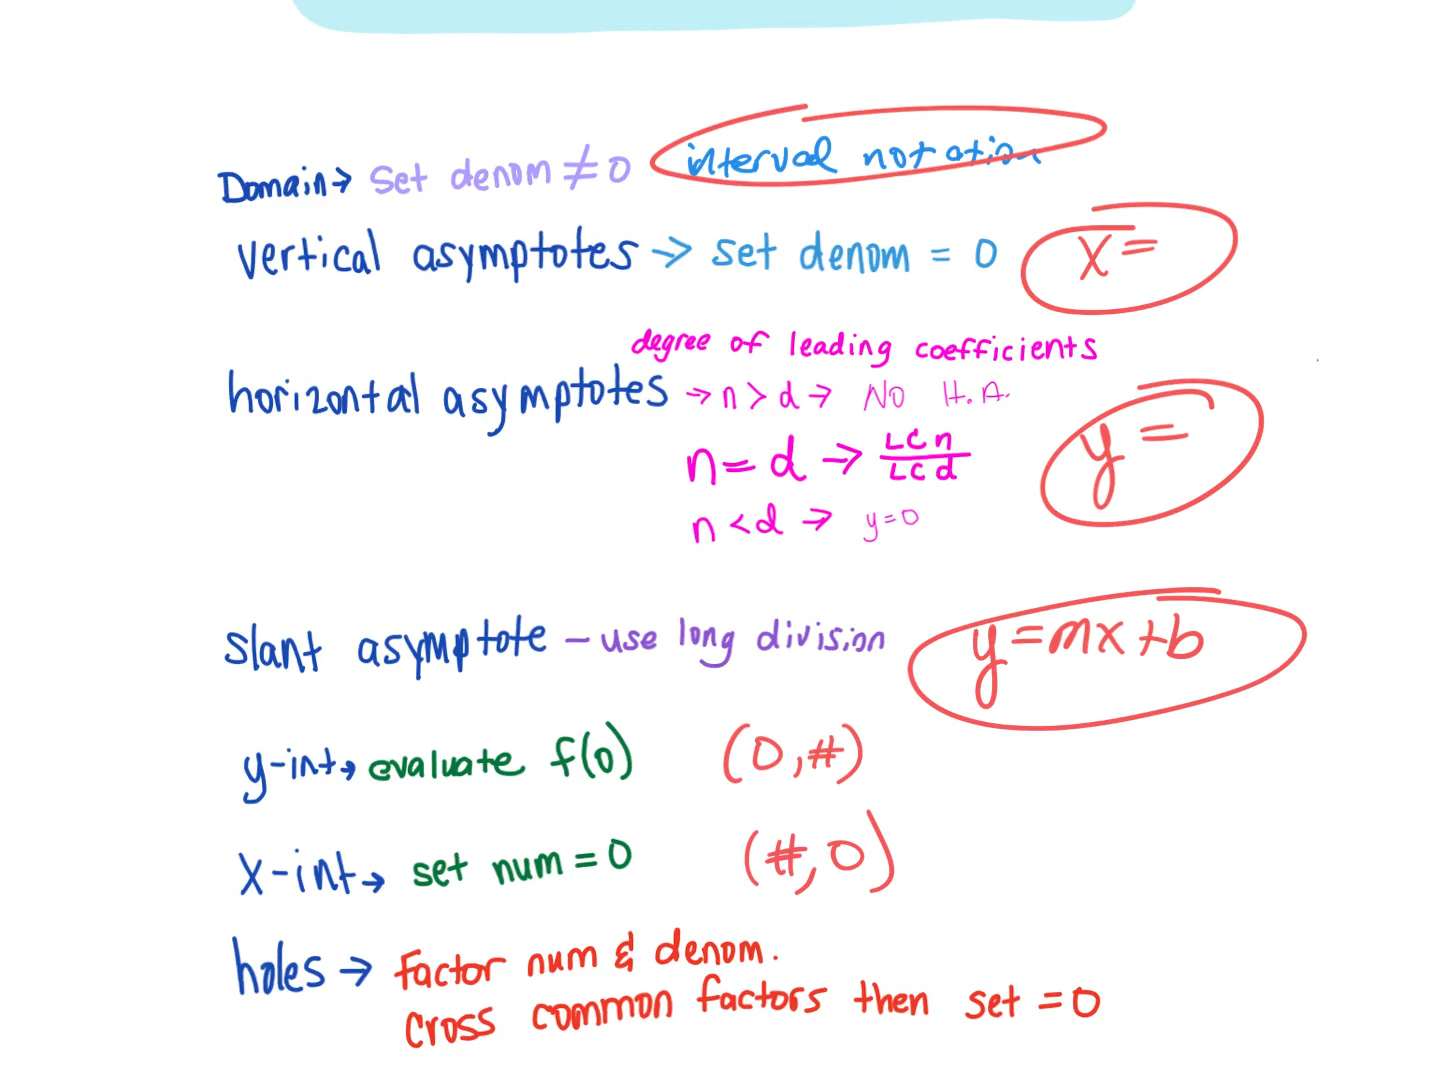 Domain→ set denom ≠ 0 interval notation
vertical asymptotes → set denom = 0 x =
degree of leading coefficients
horizontal asymptotes → n > d → No H.A.
y =
n = d → LC n / LC d
n < d → y = 0
slant asymptote - use long division y = mx + b
y-int→ evaluate f(0) (0, #)
x-int→ set num = 0 (#, 0)
holes → factor num & denom.
cross common factors then set = 0